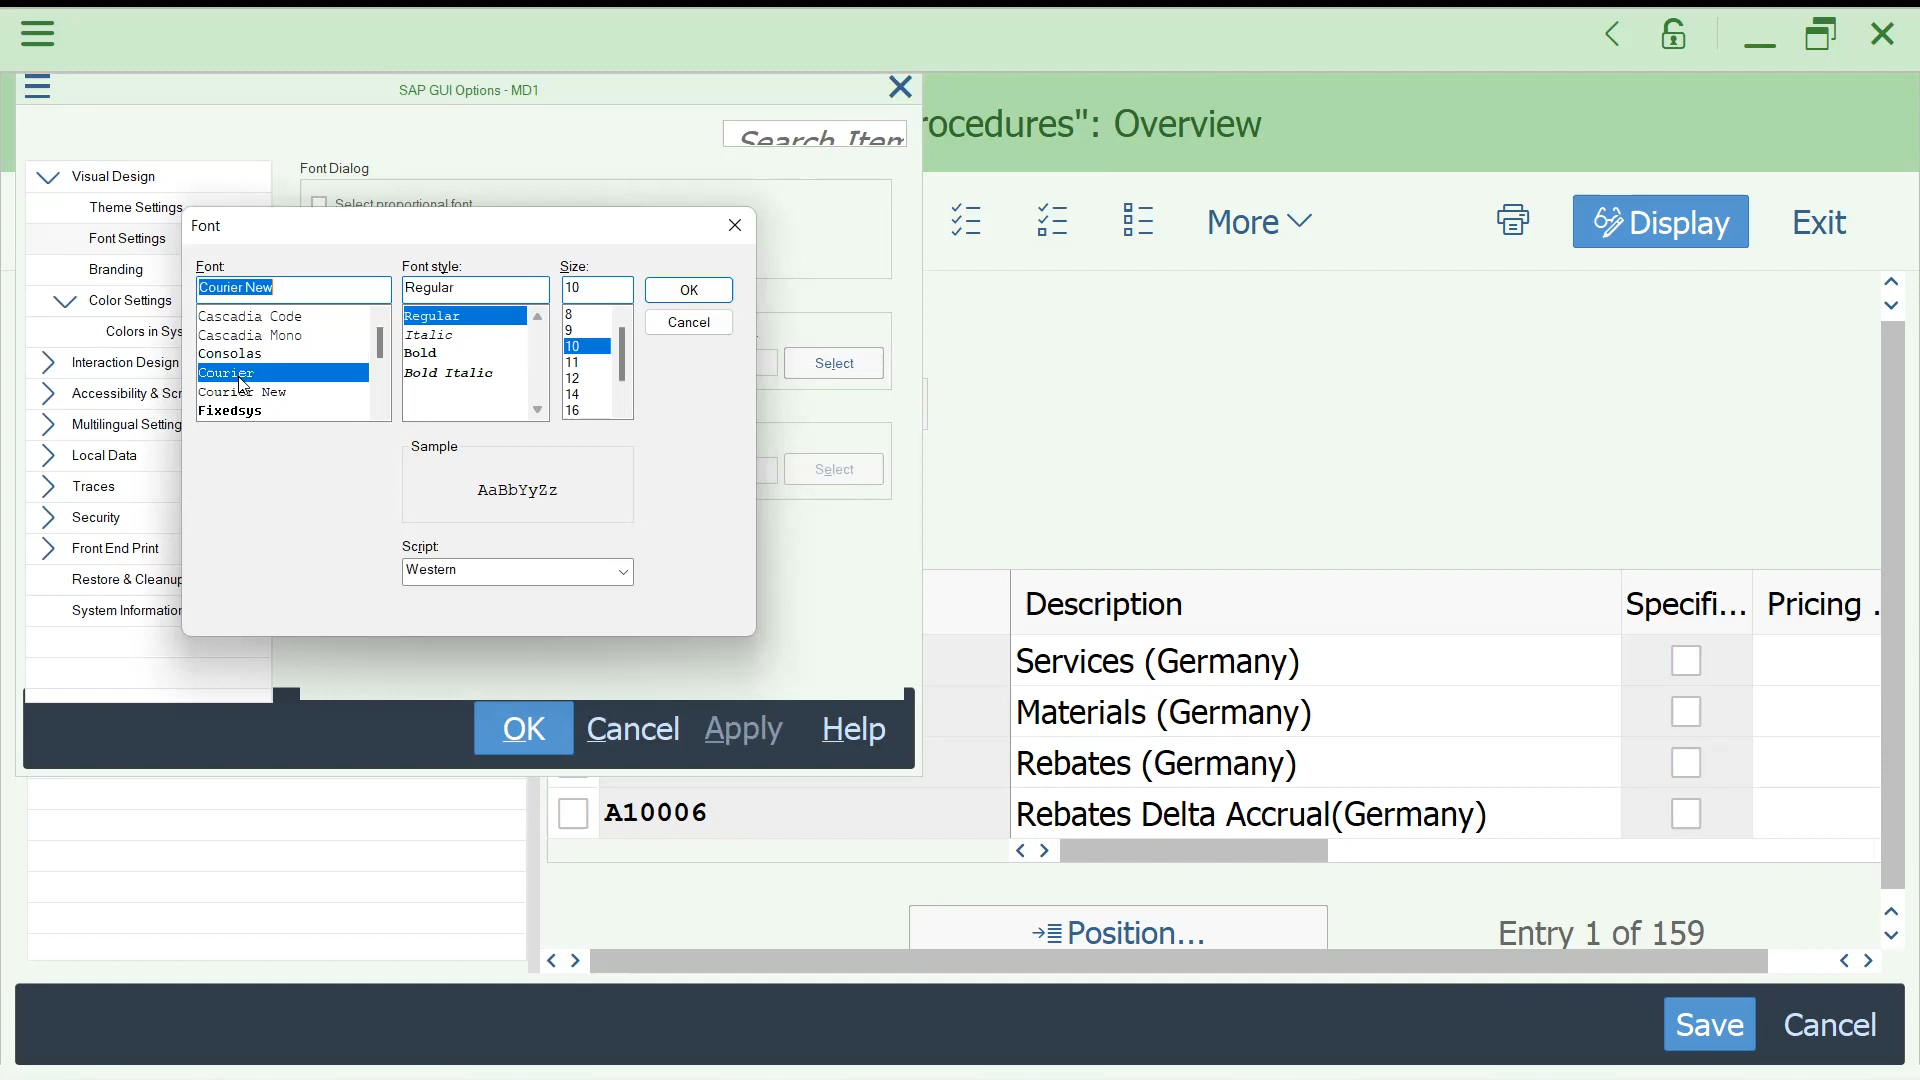 SAP GUI Options - MD1
rocedures": Overview
Search Item
Visual Design
Theme Settings
Font Settings
Branding
Color Settings
Colors in Sys
Interaction Design
Accessibility & Scr
Multilingual Setting
Local Data
Traces
Security
Front End Print
Restore & Cleanup
System Information
Font Dialog
Select proportional font
Select
Select
Font
Font:
Courier New
Cascadia Code
Cascadia Mono
Consolas
Courier
Courier New
Fixedsys
Font style:
Regular
Regular
Italic
Bold
Bold Italic
Size:
10
8
9
10
11
12
14
16
OK
Cancel
Sample
AaBbYyZz
Script:
Western
OK Cancel Apply Help
More Display Exit
Description Specifi... Pricing .
Services (Germany)
Materials (Germany)
Rebates (Germany)
A10006 Rebates Delta Accrual(Germany)
Position... Entry 1 of 159
Save Cancel